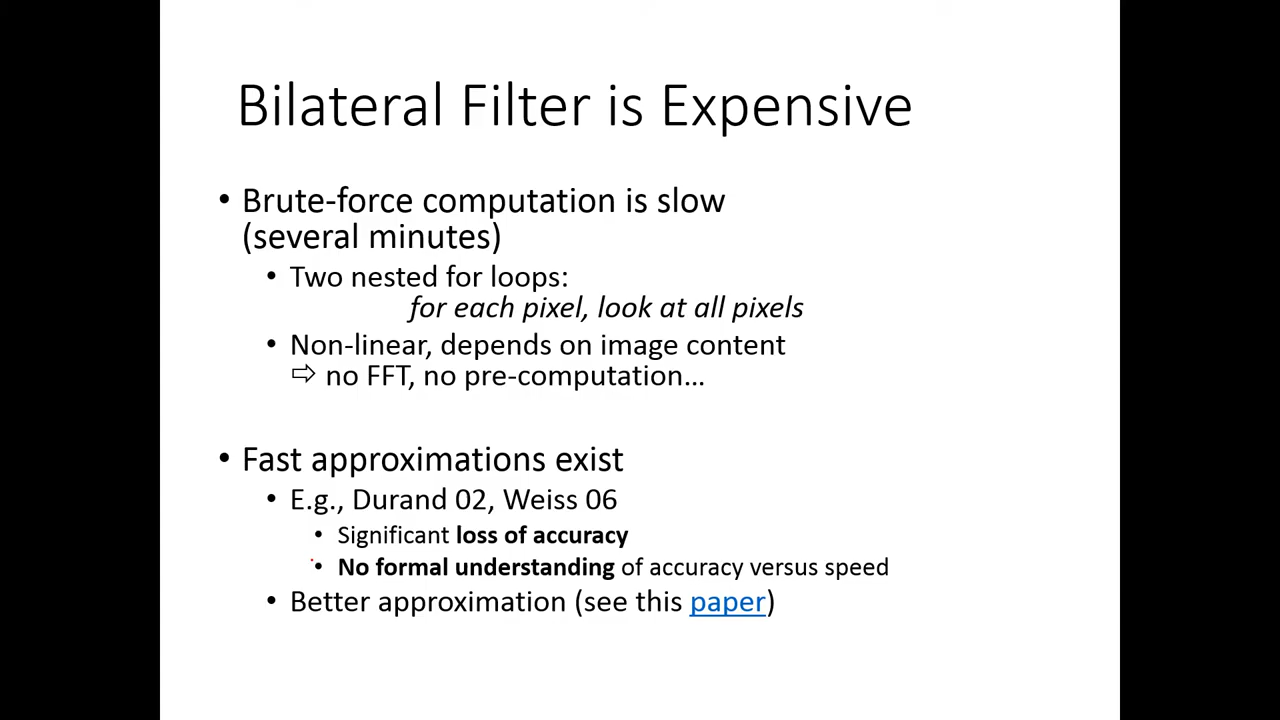 Bilateral Filter is Expensive
• Brute-force computation is slow
(several minutes)
• Two nested for loops:
for each pixel, look at all pixels
• Non-linear, depends on image content
⇨ no FFT, no pre-computation…
• Fast approximations exist
• E.g., Durand 02, Weiss 06
• Significant loss of accuracy
• No formal understanding of accuracy versus speed
• Better approximation (see this paper)